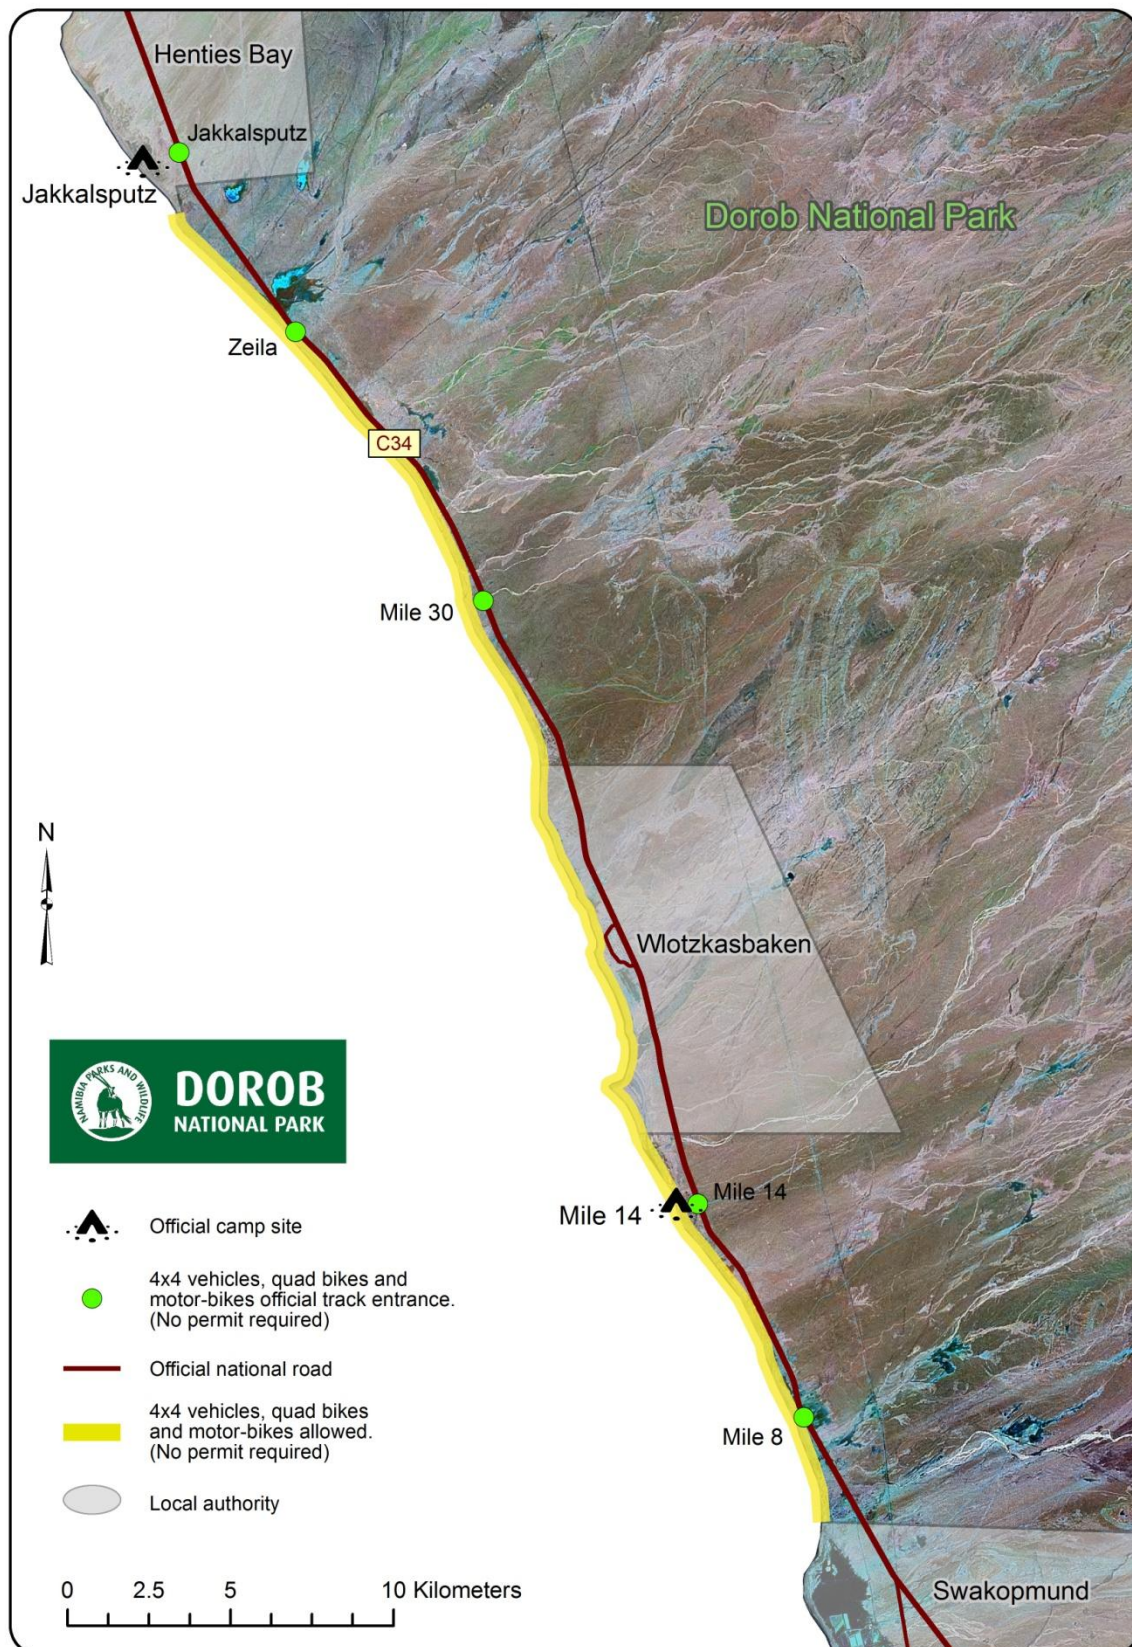 Henties Bay
Jakkalsputz
Jakkalsputz
Dorob National Park
Zeila
C34
Mile 30
N
Wlotzkasbaken
NAMIBIA PARKS AND WILDLIFE
DOROB
NATIONAL PARK
Mile 14
Mile 14
Official camp site
4x4 vehicles, quad bikes and
motor-bikes official track entrance.
(No permit required)
Official national road
4x4 vehicles, quad bikes
and motor-bikes allowed.
(No permit required)
Mile 8
Local authority
0 2.5 5 10 Kilometers
Swakopmund